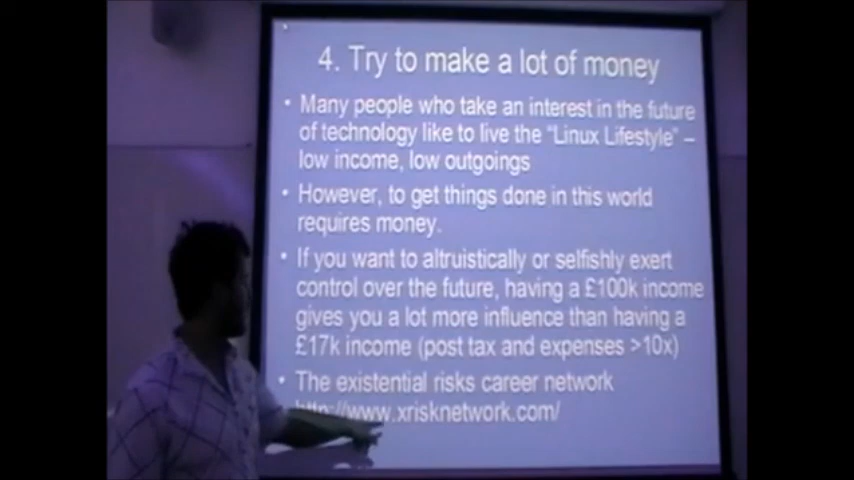 4. Try to make a lot of money
• Many people who take an interest in the future
of technology like to live the "Linux Lifestyle" –
low income, low outgoings
• However, to get things done in this world
requires money.
• If you want to altruistically or selfishly exert
control over the future, having a £100k income
gives you a lot more influence than having a
£17k income (post tax and expenses >10x)
• The existential risks career network
http://www.xrisknetwork.com/